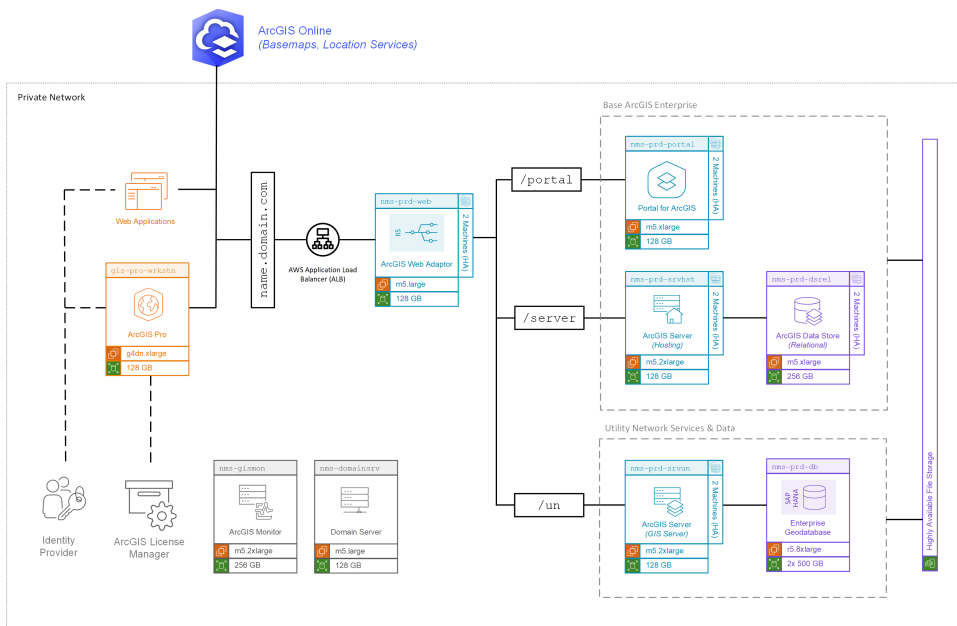 ArcGIS Online
(Basemaps, Location Services)
Private Network
Web Applications
gis-pro-wrkstn
ArcGIS Pro
g4dn.xlarge
128 GB
Identity
Provider
ArcGIS License
Manager
name.domain.com
AWS Application Load
Balancer (ALB)
nms-prd-web
IIS
2 Machines (HA)
ArcGIS Web Adaptor
m5.large
128 GB
/portal
/server
/un
Base ArcGIS Enterprise
nms-prd-portal
2 Machines (HA)
Portal for ArcGIS
m5.xlarge
128 GB
nms-prd-srvhst
2 Machines (HA)
ArcGIS Server
(Hosting)
m5.2xlarge
128 GB
nms-prd-dsrel
2 Machines (HA)
ArcGIS Data Store
(Relational)
m5.xlarge
256 GB
Utility Network Services & Data
nms-prd-srvun
2 Machines (HA)
ArcGIS Server
(GIS Server)
m5.2xlarge
128 GB
nms-prd-db
SAP
HANA
Enterprise
Geodatabase
r5.8xlarge
2x 500 GB
Highly Available File Storage
nms-gismon
ArcGIS Monitor
m5.2xlarge
256 GB
nms-domainsrv
Domain Server
m5.large
128 GB